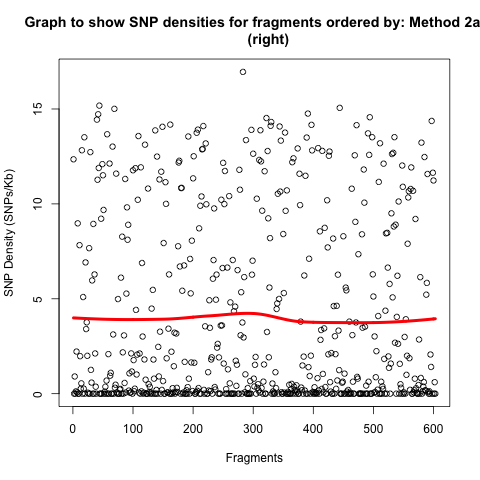 Graph to show SNP densities for fragments ordered by: Method 2a
(right)
SNP Density (SNPs/Kb)
15
10
5
0
0 100 200 300 400 500 600
Fragments